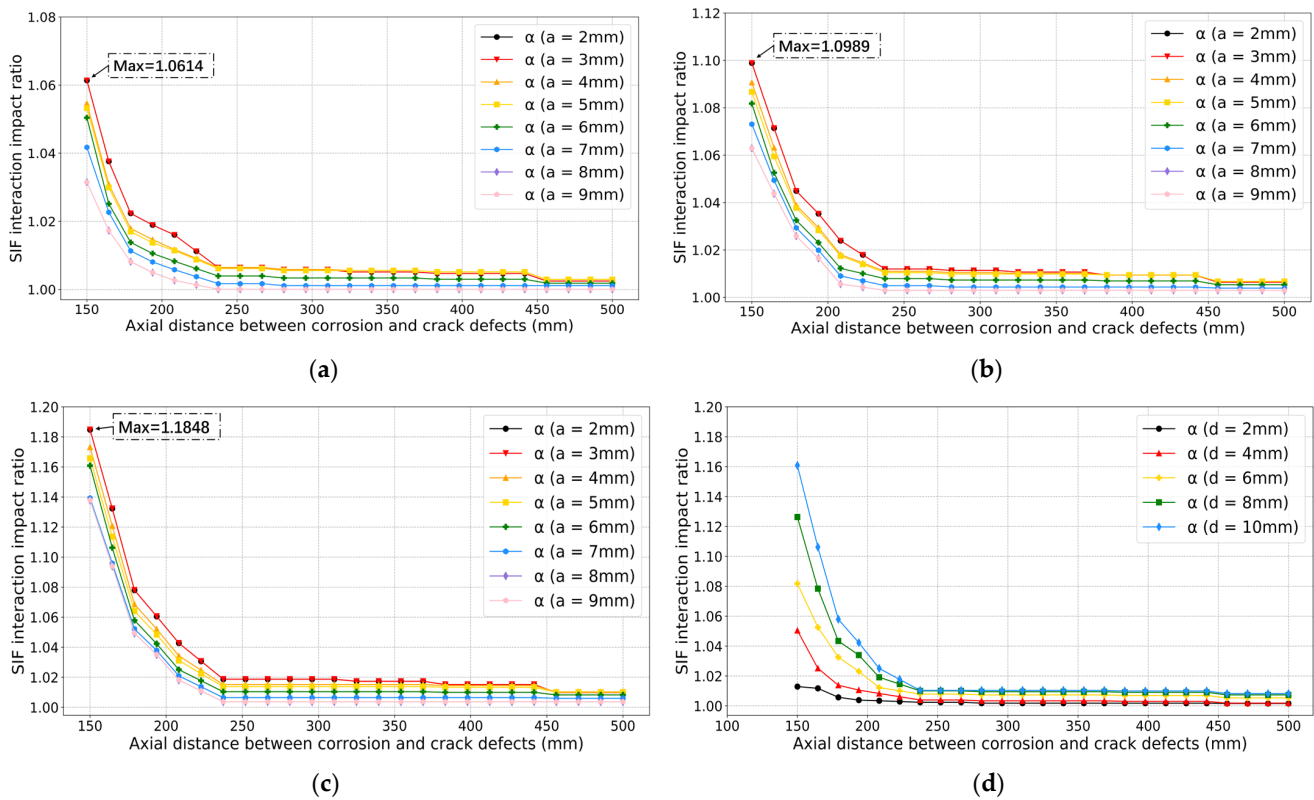 1.08
1.06
1.04
1.02
1.00
SIF interaction impact ratio
Max=1.0614
α (a = 2mm)
α (a = 3mm)
α (a = 4mm)
α (a = 5mm)
α (a = 6mm)
α (a = 7mm)
α (a = 8mm)
α (a = 9mm)
150 200 250 300 350 400 450 500
Axial distance between corrosion and crack defects (mm)
(a)
1.10
1.08
1.06
1.04
1.02
1.00
SIF interaction impact ratio
Max=1.0989
α (a = 2mm)
α (a = 3mm)
α (a = 4mm)
α (a = 5mm)
α (a = 6mm)
α (a = 7mm)
α (a = 8mm)
α (a = 9mm)
150 200 250 300 350 400 450 500
Axial distance between corrosion and crack defects (mm)
(b)
1.20
1.18
1.16
1.14
1.12
1.10
1.08
1.06
1.04
1.02
1.00
SIF interaction impact ratio
Max=1.1848
α (a = 2mm)
α (a = 3mm)
α (a = 4mm)
α (a = 5mm)
α (a = 6mm)
α (a = 7mm)
α (a = 8mm)
α (a = 9mm)
150 200 250 300 350 400 450 500
Axial distance between corrosion and crack defects (mm)
(c)
1.20
1.18
1.16
1.14
1.12
1.10
1.08
1.06
1.04
1.02
1.00
SIF interaction impact ratio
α (d = 2mm)
α (d = 4mm)
α (d = 6mm)
α (d = 8mm)
α (d = 10mm)
100 150 200 250 300 350 400 450 500
Axial distance between corrosion and crack defects (mm)
(d)